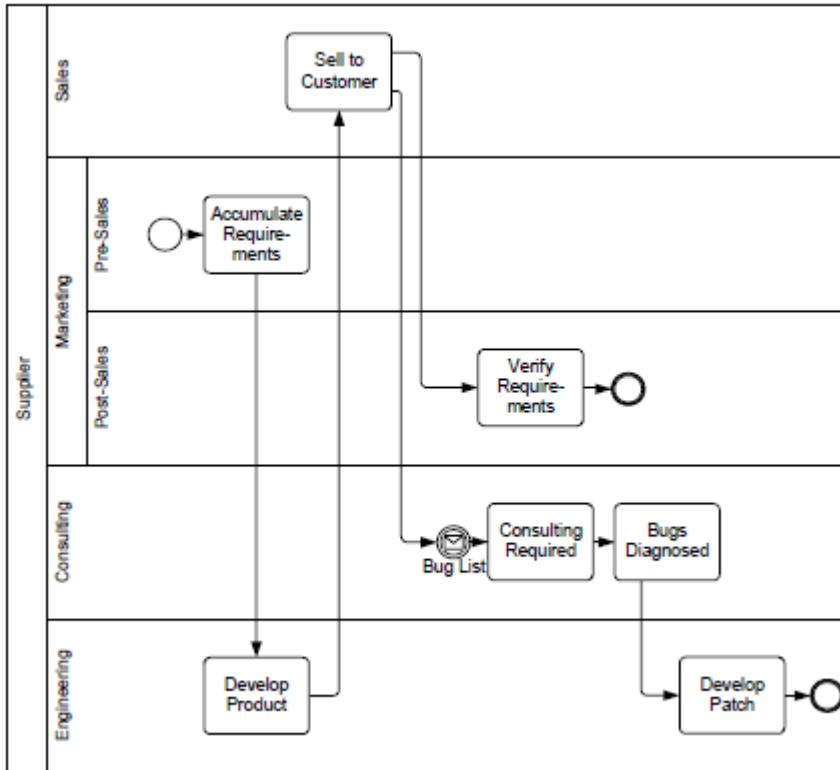 Supplier
Sales
Sell to
Customer
Marketing
Pre-Sales
Accumulate
Require-
ments
Post-Sales
Verify
Require-
ments
Consulting
Bug List
Consulting
Required
Bugs
Diagnosed
Engineering
Develop
Product
Develop
Patch